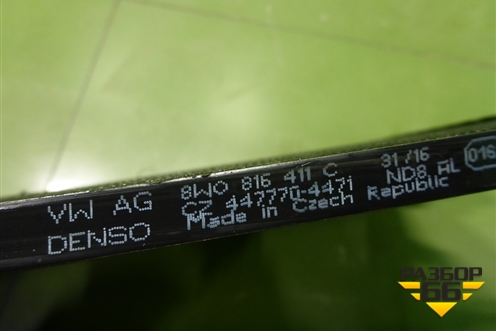 VW AG 8W0 816 411 C 31/16
CZ 447770-4471 ND8 AL 016
DENSO Made in Czech Republic
РАЗБОР
66